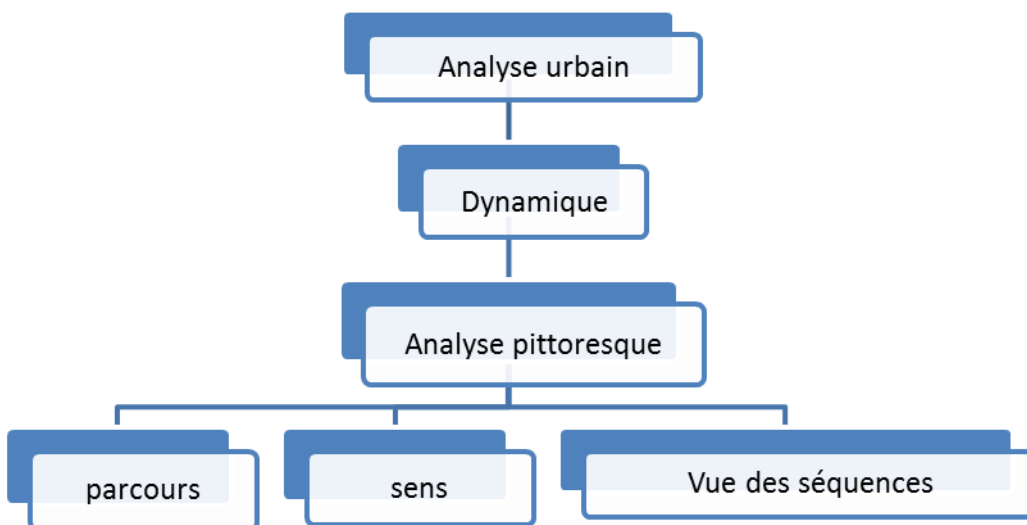 Analyse urbain
Dynamique
Analyse pittoresque
parcours
sens
Vue des séquences